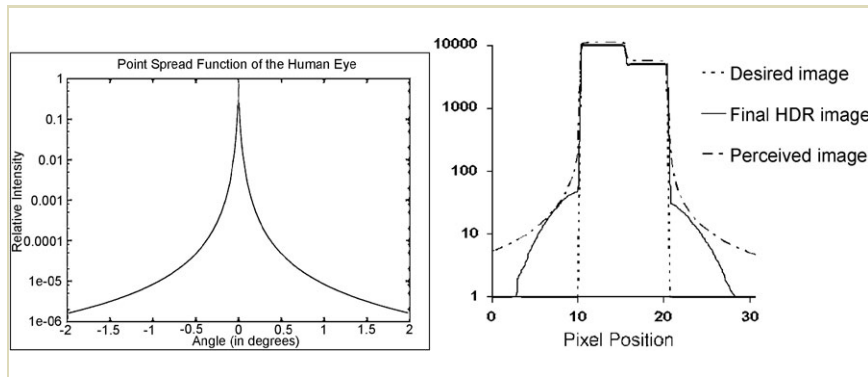 Point Spread Function of the Human Eye
Relative Intensity
1
0.1
0.01
0.001
0.0001
1e-05
1e-06
-2 -1.5 -1 -0.5 0 0.5 1 1.5 2
Angle (in degrees)
10000
1000
100
10
1
0 10 20 30
Pixel Position
Desired image
Final HDR image
Perceived image